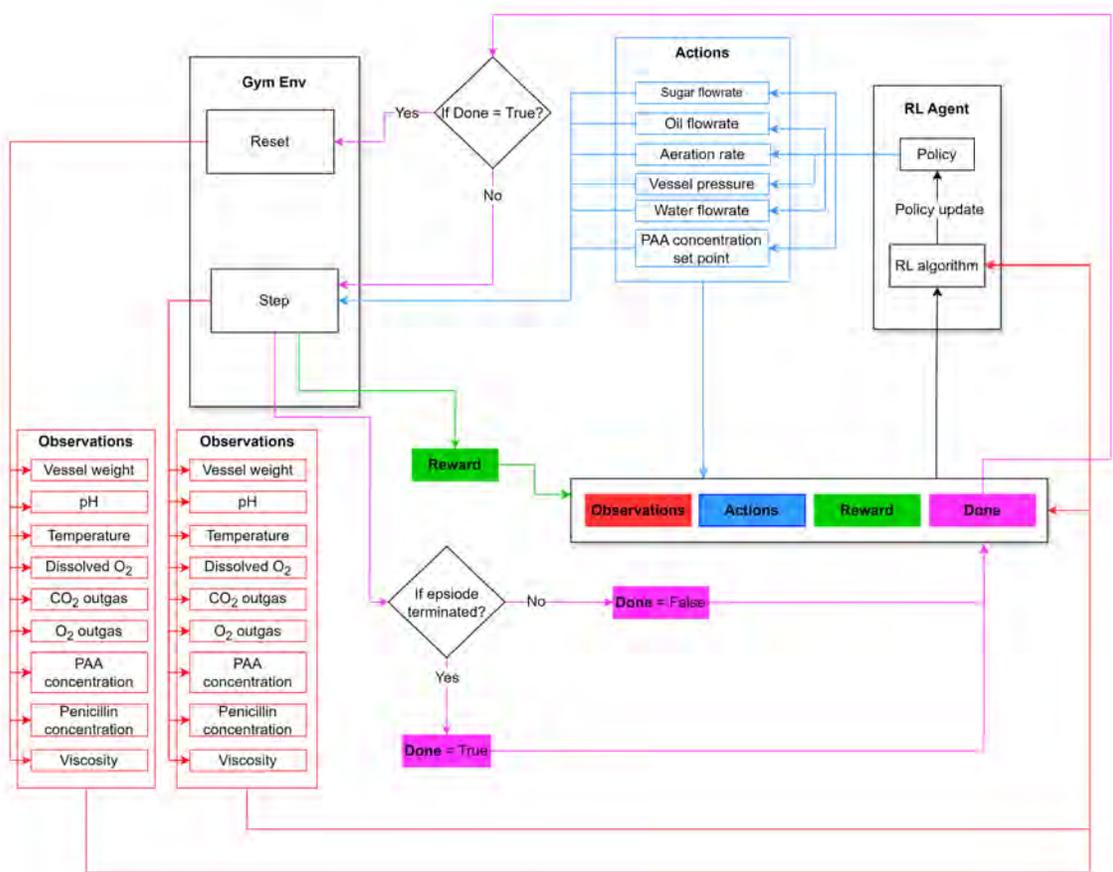 Gym Env
Reset
Step
Yes
If Done = True?
No
Actions
Sugar flowrate
Oil flowrate
Aeration rate
Vessel pressure
Water flowrate
PAA concentration
set point
RL Agent
Policy
Policy update
RL algorithm
Observations
Vessel weight
pH
Temperature
Dissolved O₂
CO₂ outgas
O₂ outgas
PAA
concentration
Penicillin
concentration
Viscosity
Observations
Vessel weight
pH
Temperature
Dissolved O₂
CO₂ outgas
O₂ outgas
PAA
concentration
Penicillin
concentration
Viscosity
Reward
Observations
Actions
Reward
Done
If epsiode
terminated?
No
Done = False
Yes
Done = True